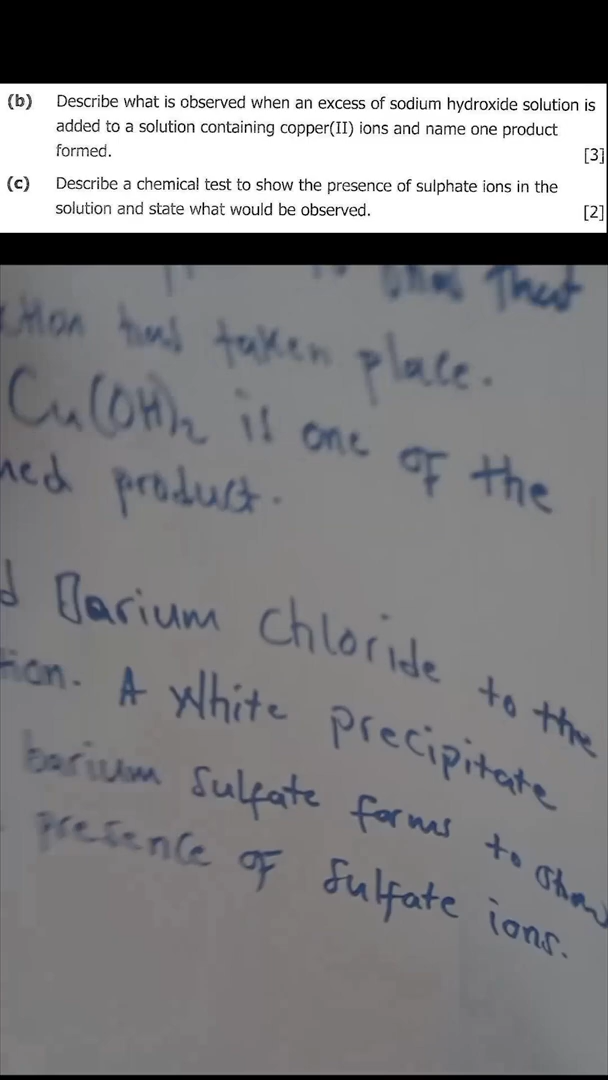 (b) Describe what is observed when an excess of sodium hydroxide solution is
added to a solution containing copper(II) ions and name one product
formed. [3]
(c) Describe a chemical test to show the presence of sulphate ions in the
solution and state what would be observed. [2]
taken place.
Cu(OH)2 is one of the
product.
Barium Chloride to the
A White precipitate
barium Sulfate forms to show
presence of Sulfate ions.